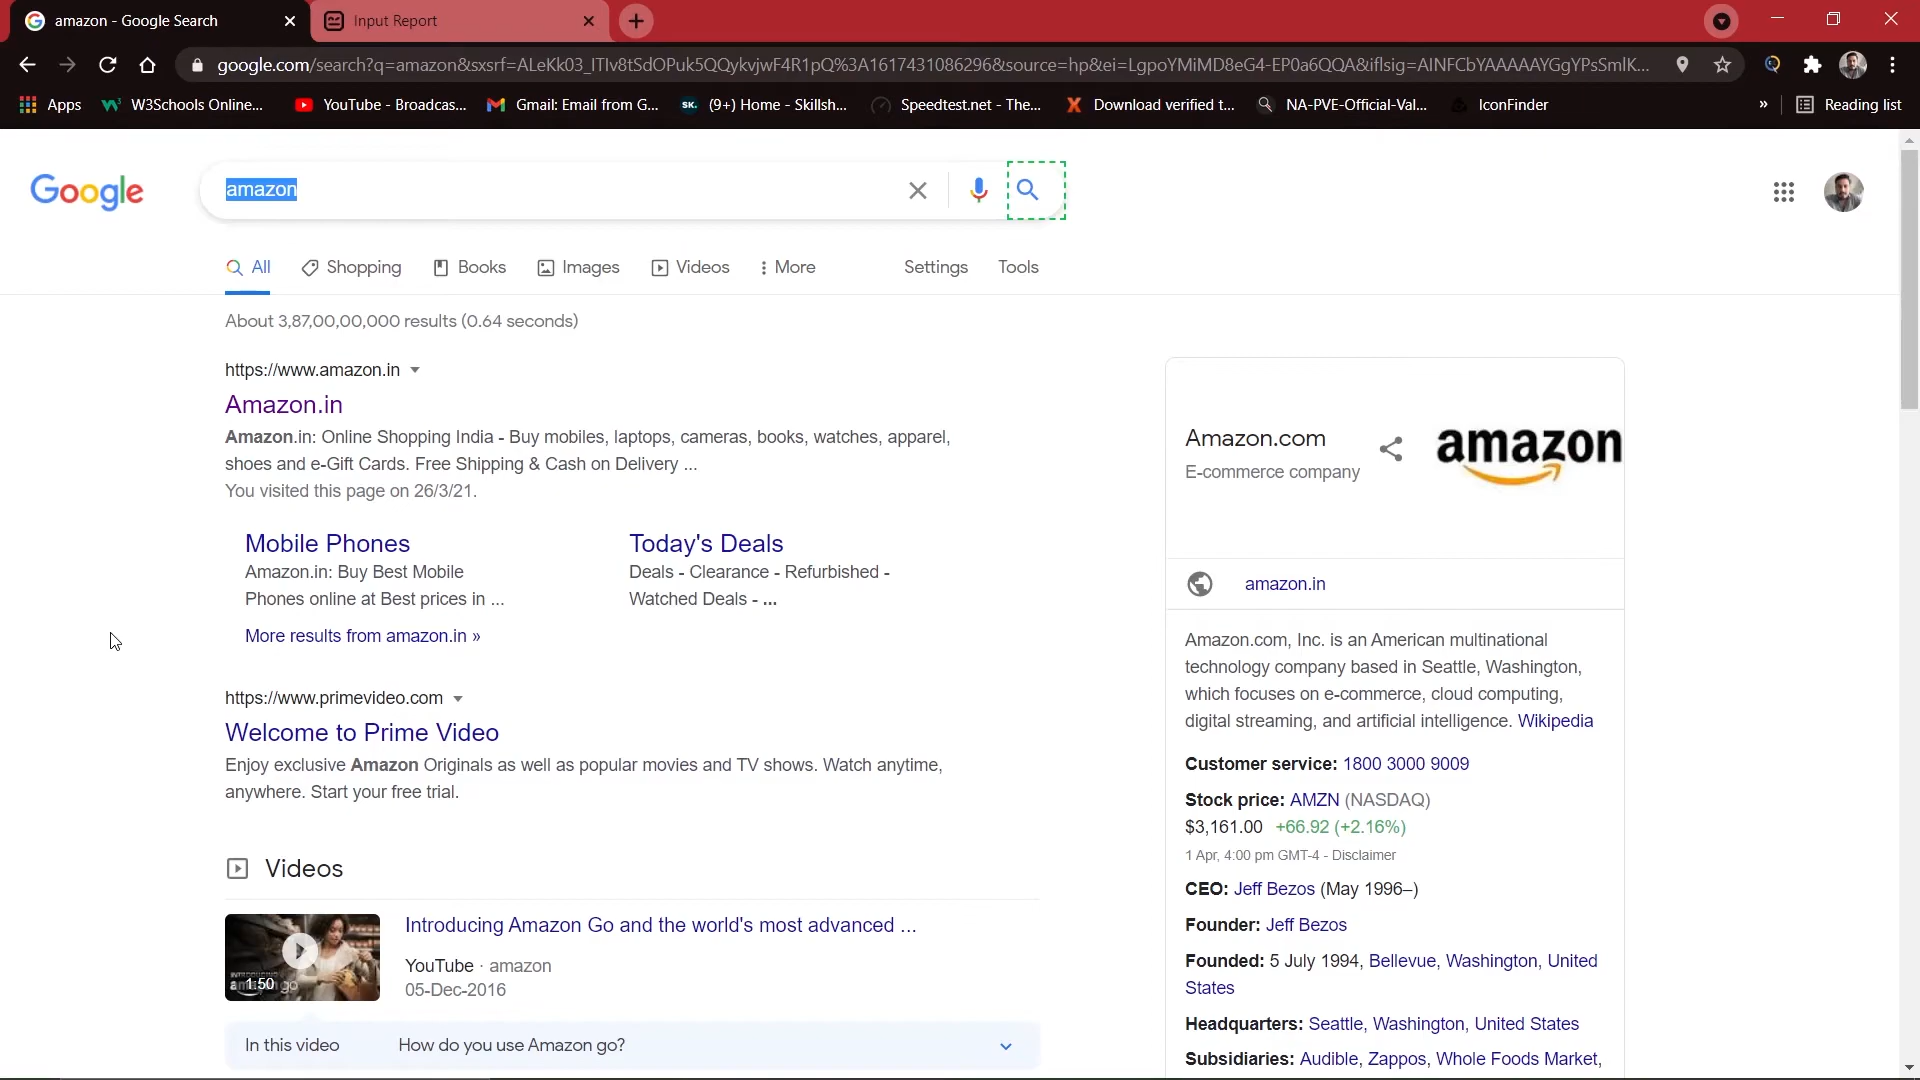 amazon - Google Search
Input Report
google.com/search?q=amazon&sxsrf=ALeKk03_ITIv8tSdOPuk5QQykvjwF4R1pQ%3A1617431086296&source=hp&ei=LgpoYMiMD8eG4-EP0a6QQA&iflsig=AINFCbYAAAAAYGgYPsSmIK...
Apps
W3Schools Online...
YouTube - Broadcas...
Gmail: Email from G...
SK. (9+) Home - Skillsh...
Speedtest.net - The...
Download verified t...
NA-PVE-Official-Val...
IconFinder
»
Reading list
Google
amazon
All
Shopping
Books
Images
Videos
More
Settings
Tools
About 3,87,00,00,000 results (0.64 seconds)
https://www.amazon.in
Amazon.in
Amazon.in: Online Shopping India - Buy mobiles, laptops, cameras, books, watches, apparel,
shoes and e-Gift Cards. Free Shipping & Cash on Delivery ...
You visited this page on 26/3/21.
Mobile Phones
Amazon.in: Buy Best Mobile
Phones online at Best prices in ...
Today's Deals
Deals - Clearance - Refurbished -
Watched Deals - ...
More results from amazon.in »
https://www.primevideo.com
Welcome to Prime Video
Enjoy exclusive Amazon Originals as well as popular movies and TV shows. Watch anytime,
anywhere. Start your free trial.
Videos
INTRODUCING
amazon go
1:50
Introducing Amazon Go and the world's most advanced ...
YouTube · amazon
05-Dec-2016
In this video
How do you use Amazon go?
Amazon.com
E-commerce company
amazon
amazon.in
Amazon.com, Inc. is an American multinational
technology company based in Seattle, Washington,
which focuses on e-commerce, cloud computing,
digital streaming, and artificial intelligence. Wikipedia
Customer service: 1800 3000 9009
Stock price: AMZN (NASDAQ)
$3,161.00 +66.92 (+2.16%)
1 Apr, 4:00 pm GMT-4 - Disclaimer
CEO: Jeff Bezos (May 1996–)
Founder: Jeff Bezos
Founded: 5 July 1994, Bellevue, Washington, United
States
Headquarters: Seattle, Washington, United States
Subsidiaries: Audible, Zappos, Whole Foods Market,